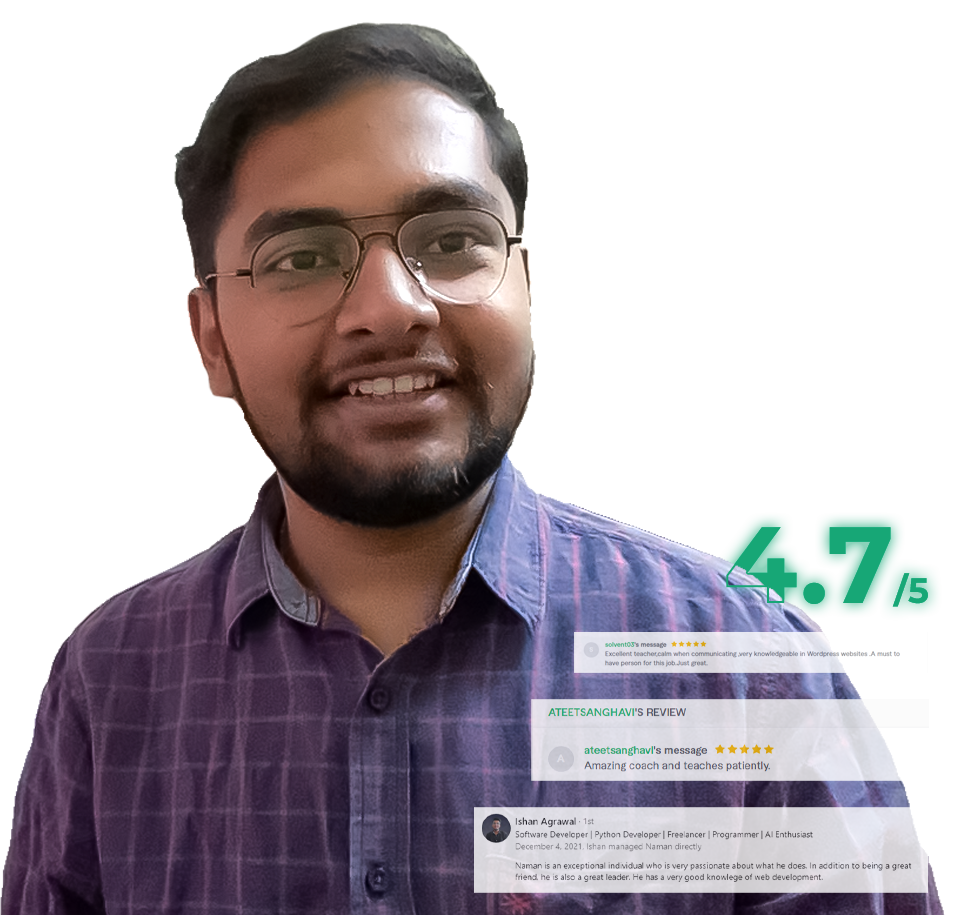 4.7/5
solvent03's message
Excellent teacher,calm when communicating ,very knowledgeable in Wordpress websites .A must to
have person for this job.Just great.
ATEETSANGHAVI'S REVIEW
A
ateetsanghavi's message
Amazing coach and teaches patiently.
Ishan Agrawal · 1st
Software Developer | Python Developer | Freelancer | Programmer | AI Enthusiast
December 4, 2021, Ishan managed Naman directly
Naman is an exceptional individual who is very passionate about what he does. In addition to being a great
friend, he is also a great leader. He has a very good knowlege of web development.